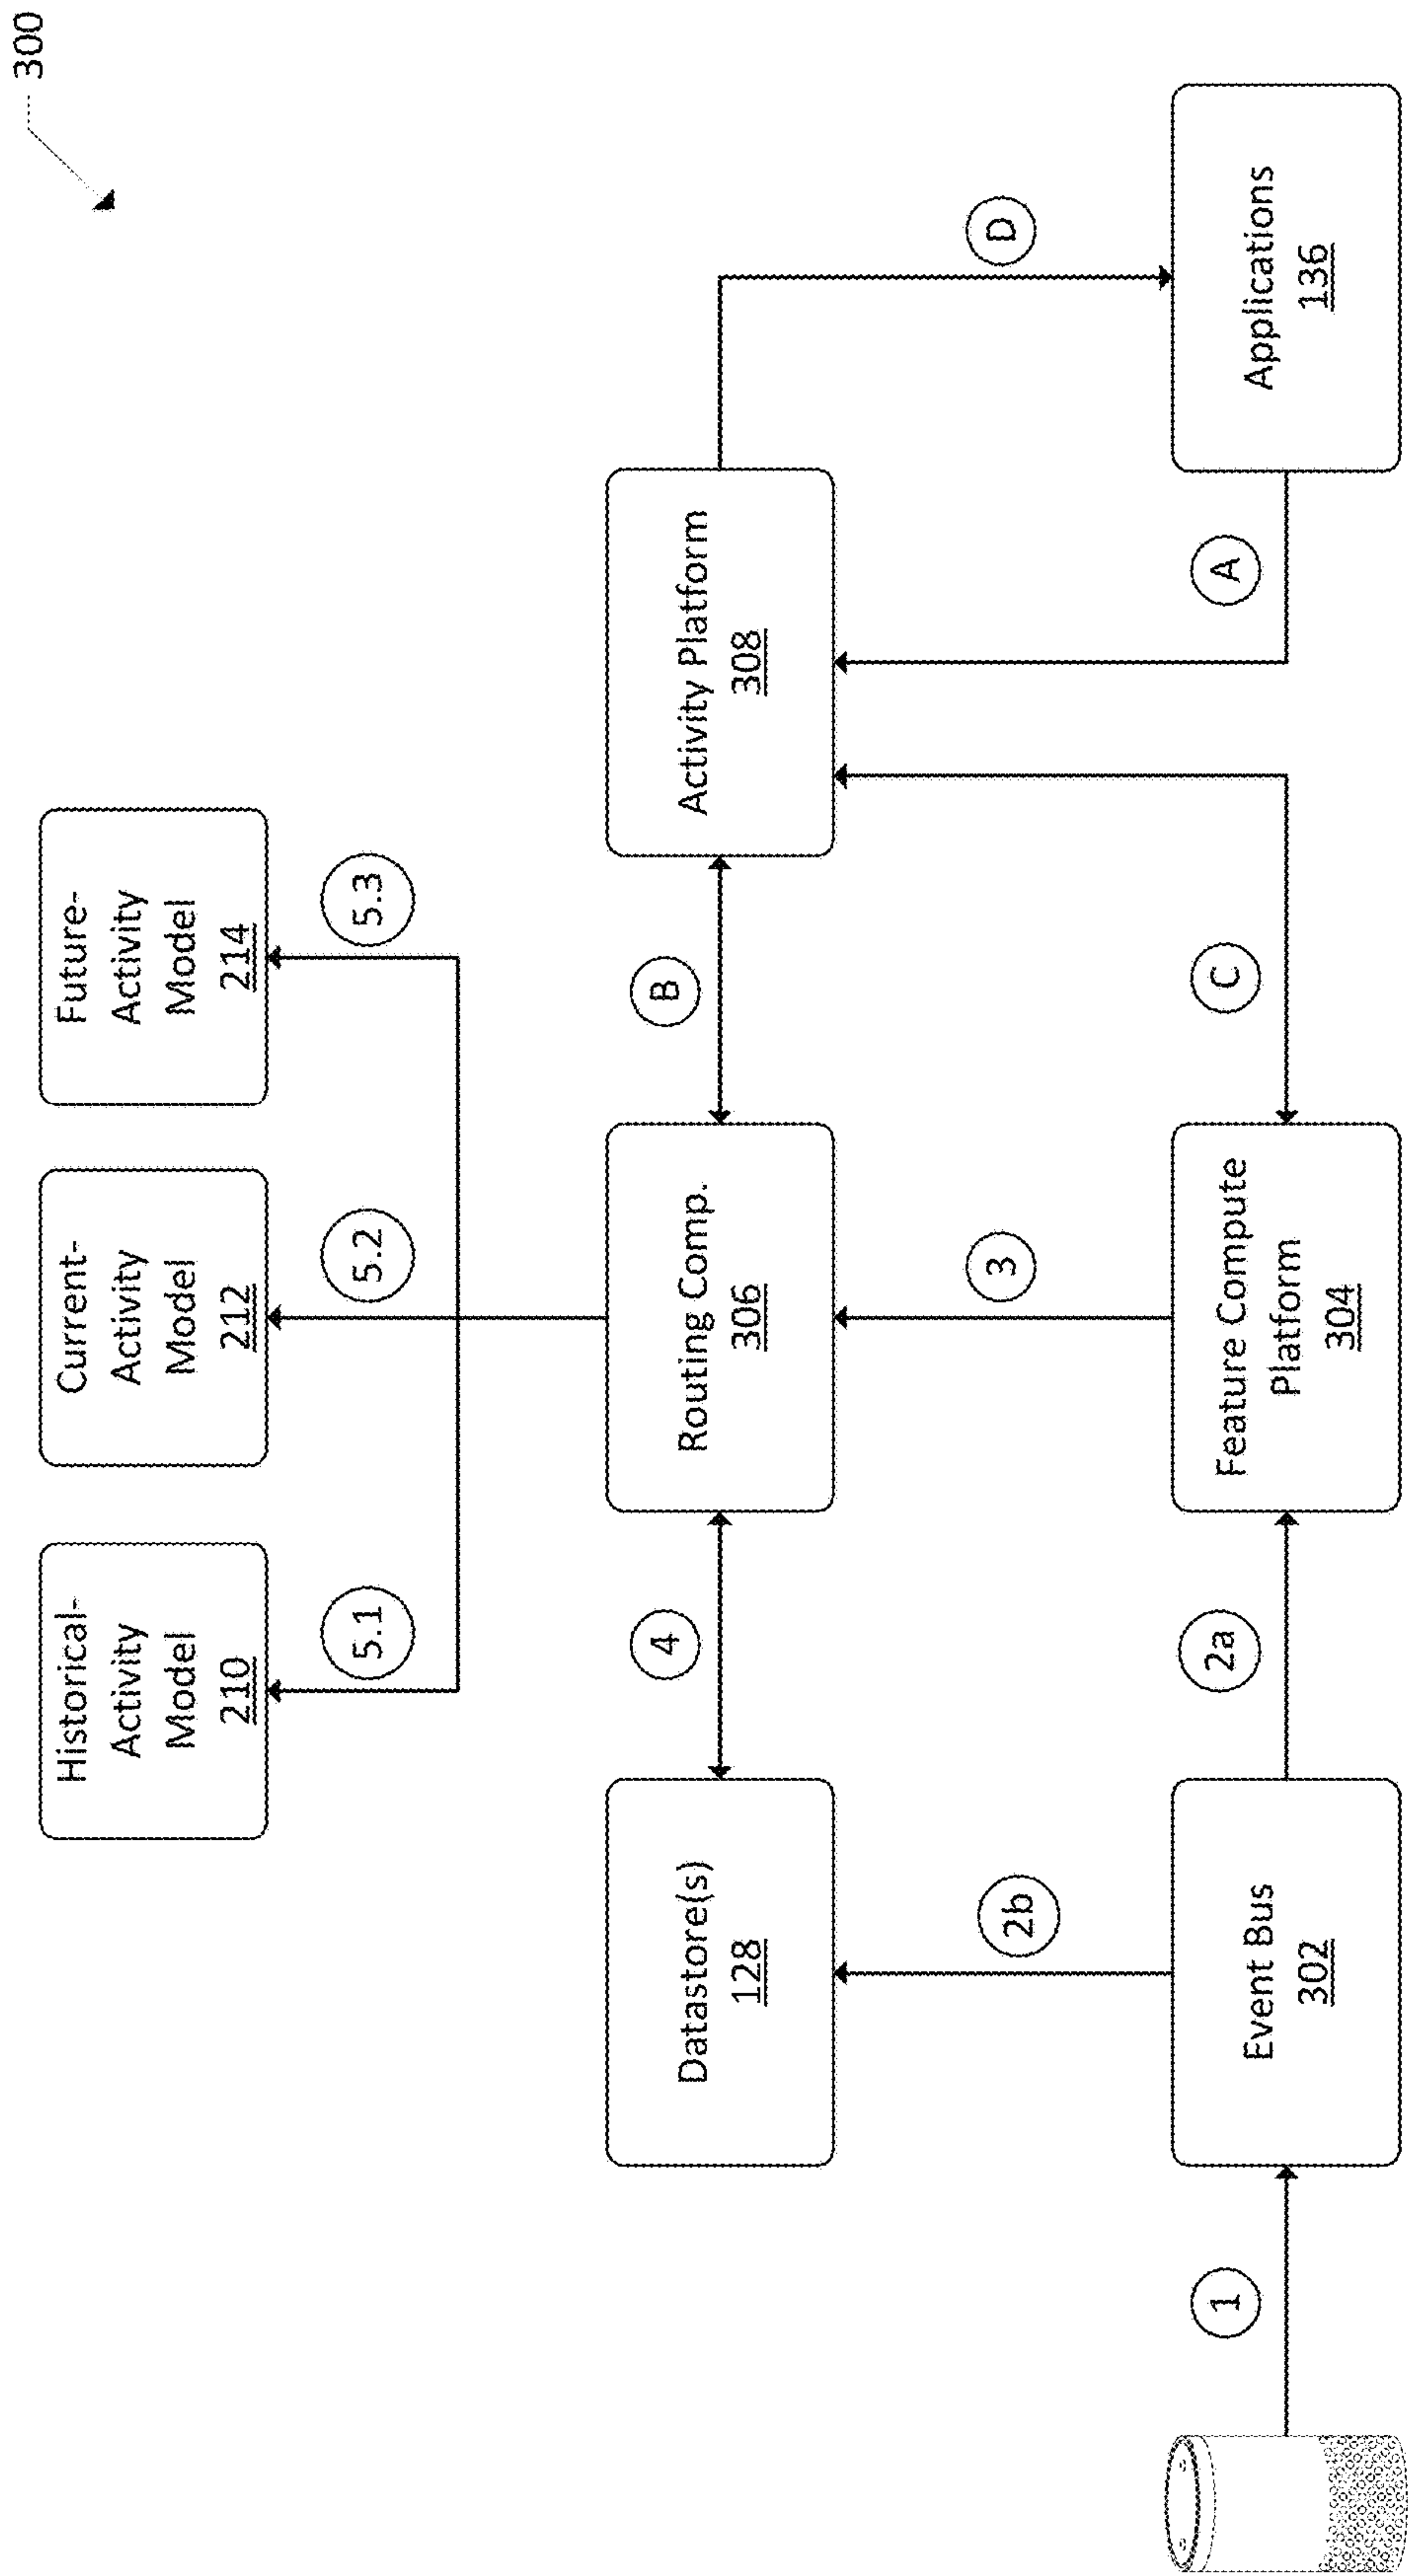 300
Historical-
Activity
Model
210
Current-
Activity
Model
212
Future-
Activity
Model
214
5.1
5.2
5.3
Datastore(s)
128
4
Routing Comp.
306
B
Activity Platform
308
2b
3
D
1
Event Bus
302
2a
Feature Compute
Platform
304
C
A
Applications
136